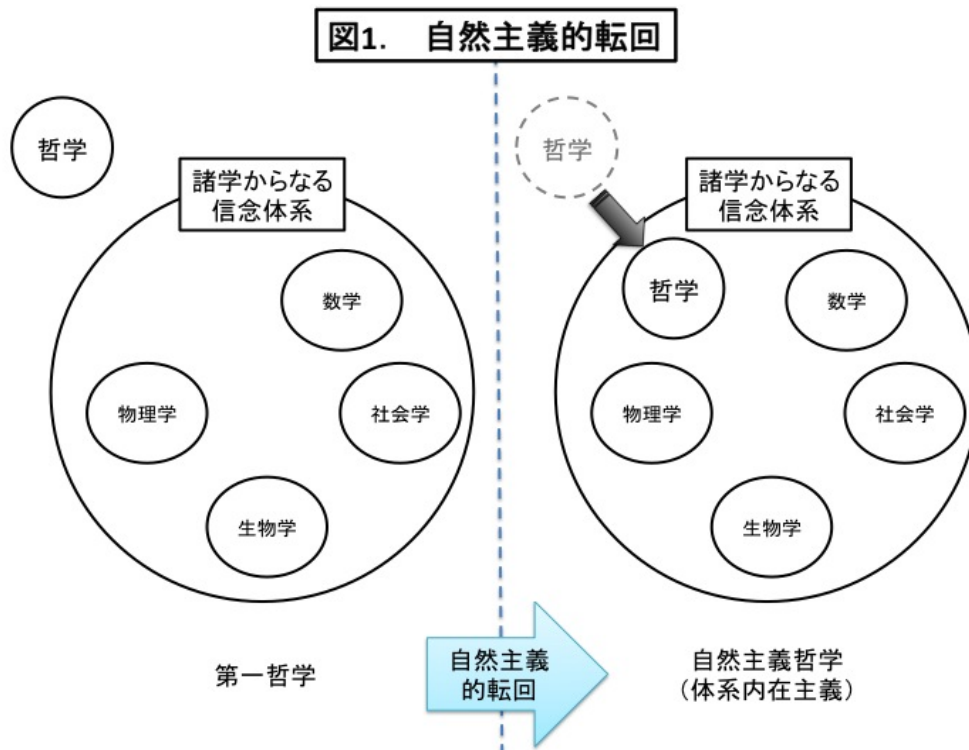 図1. 自然主義的転回
哲学
諸学からなる
信念体系
数学
物理学
社会学
生物学
第一哲学
哲学
諸学からなる
信念体系
哲学
数学
物理学
社会学
生物学
自然主義
的転回
自然主義哲学
（体系内在主義）